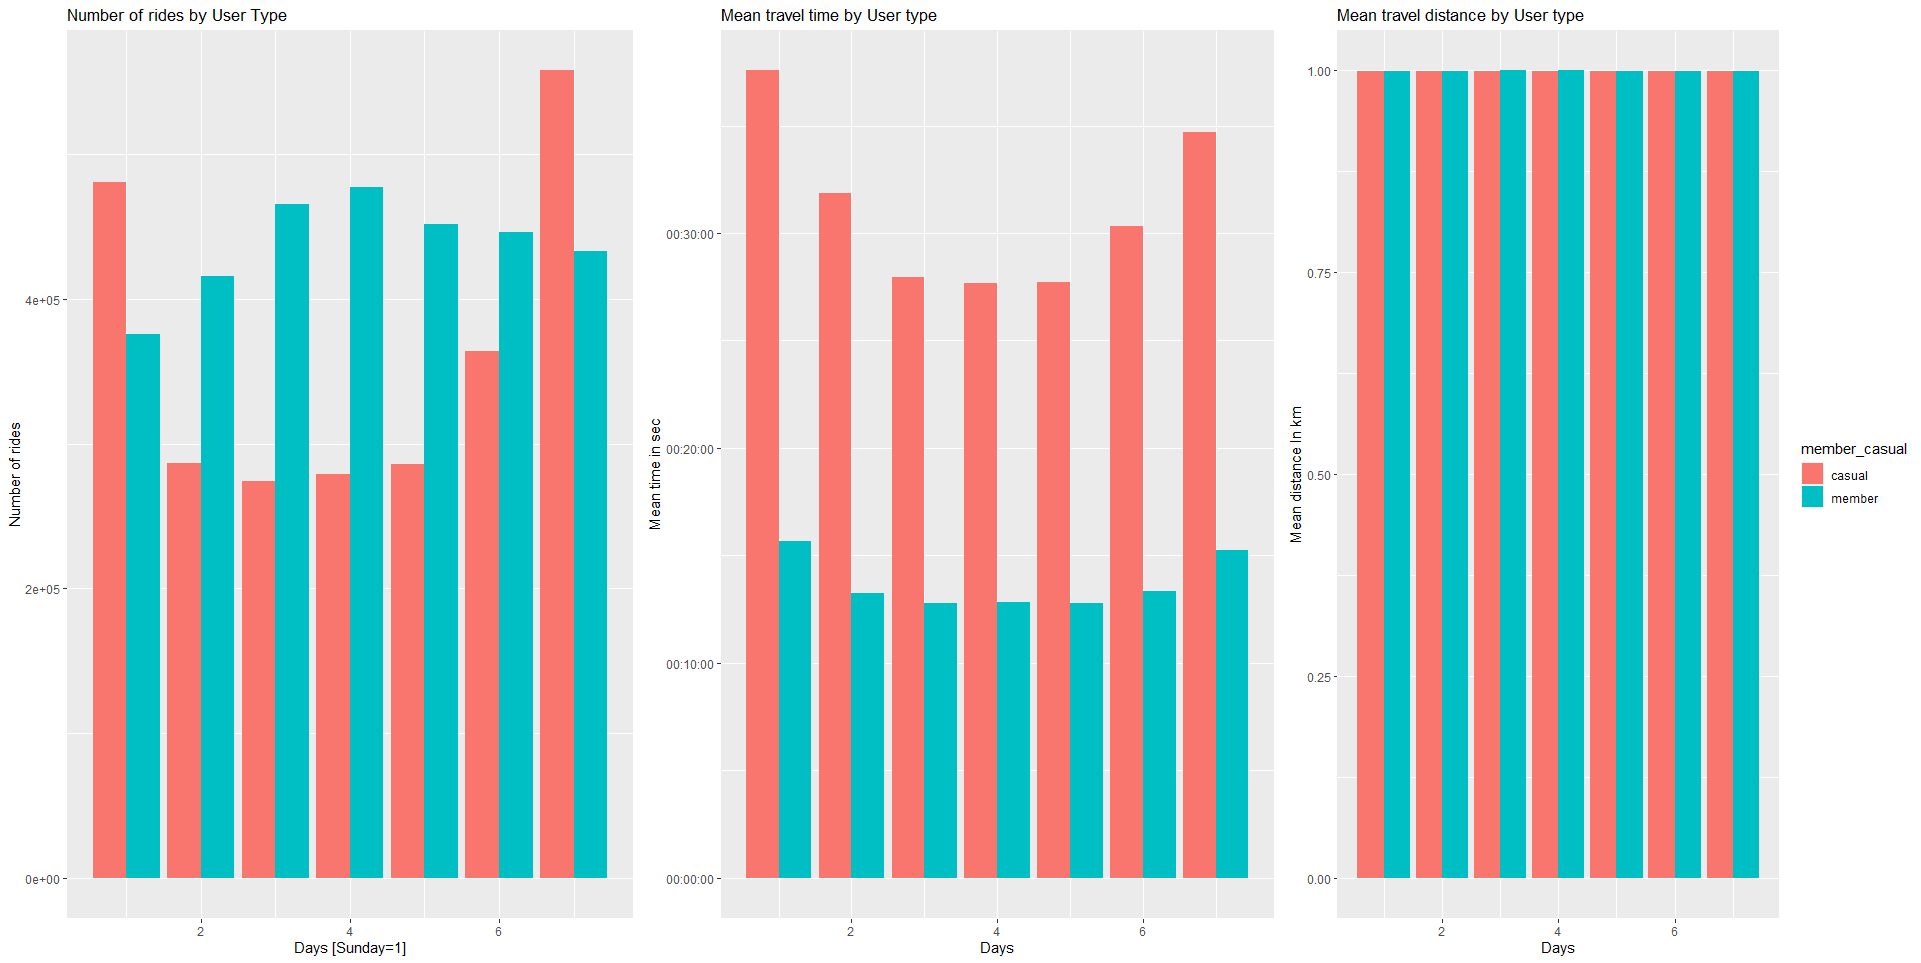 Number of rides by User Type
Number of rides
4e+05
2e+05
0e+00
2
4
6
Days [Sunday=1]
Mean travel time by User type
Mean time in sec
00:30:00
00:20:00
00:10:00
00:00:00
2
4
6
Days
Mean travel distance by User type
Mean distance In km
1.00
0.75
0.50
0.25
0.00
2
4
6
Days
member_casual
casual
member